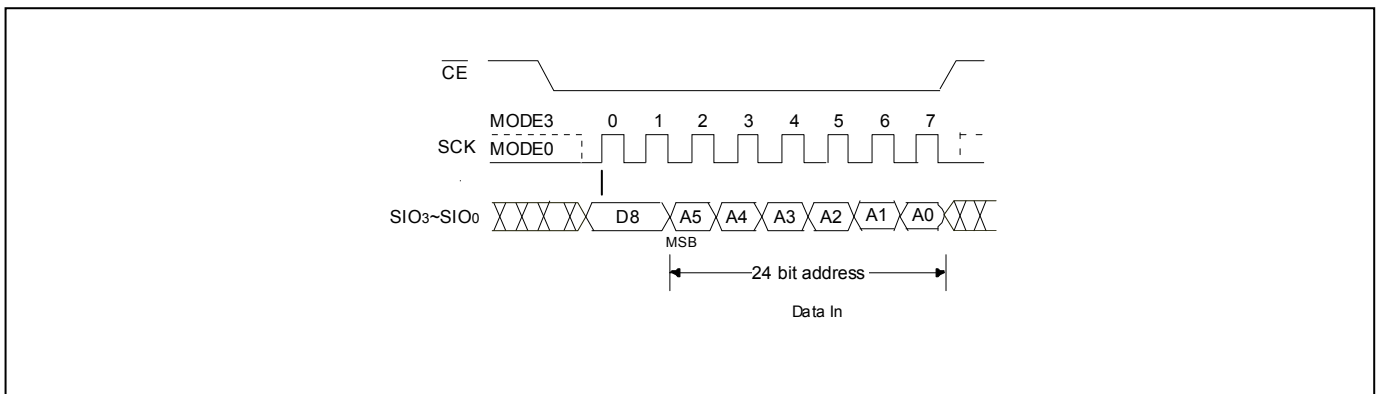 CE
MODE3 0 1 2 3 4 5 6 7
SCK MODE0
SIO3~SIO0 D8 A5 A4 A3 A2 A1 A0
MSB
24 bit address
Data In